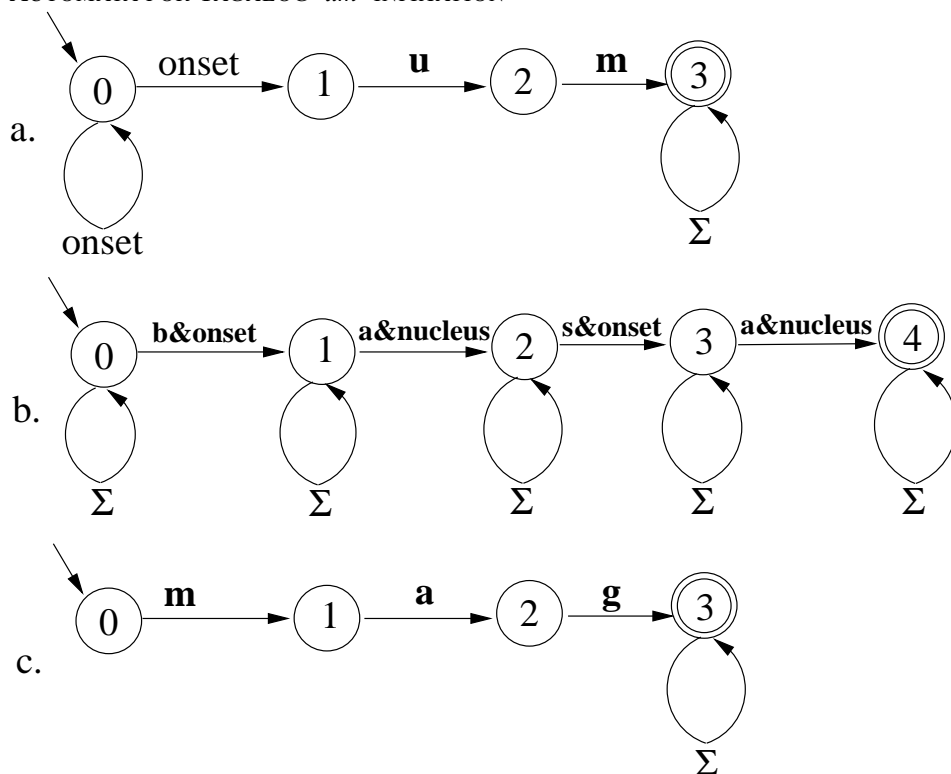 0 onset 1 u 2 m 3
a.
onset Σ
0 b&onset 1 a&nucleus 2 s&onset 3 a&nucleus 4
b.
Σ Σ Σ Σ Σ
0 m 1 a 2 g 3
c.
Σ